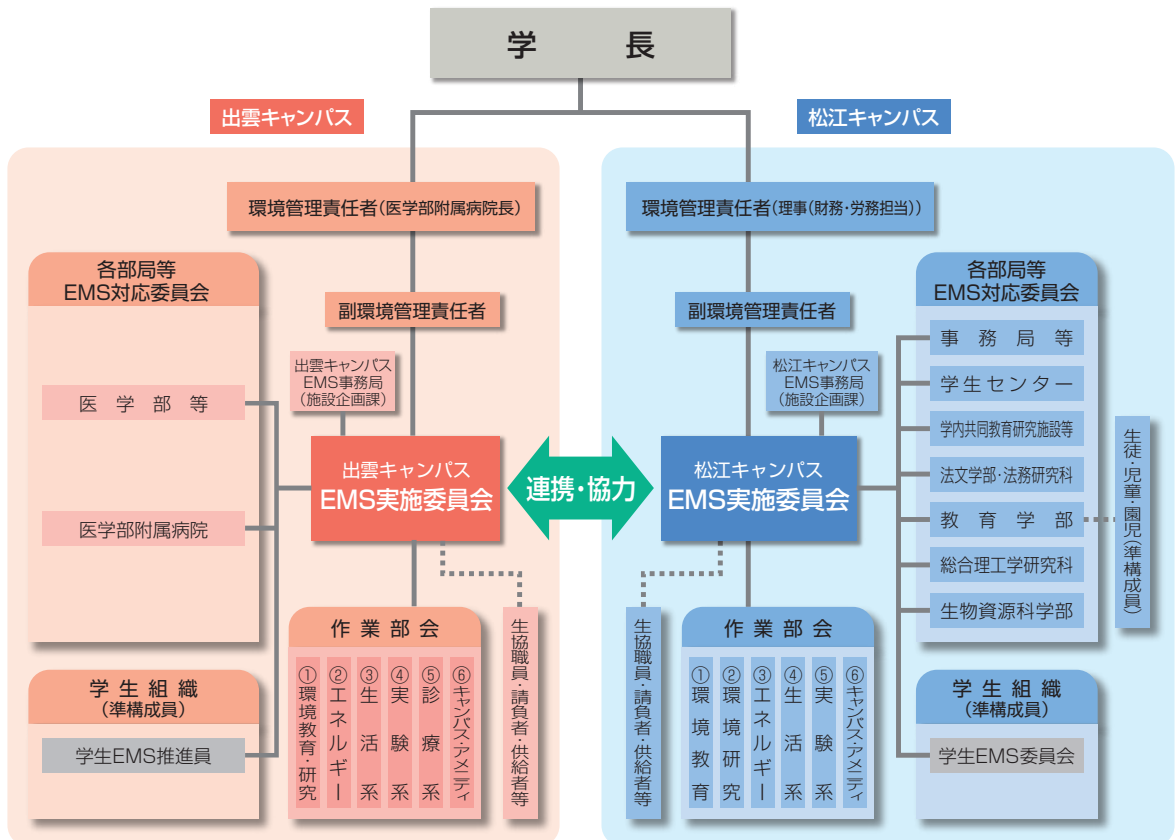 学長
出雲キャンパス
松江キャンパス
環境管理責任者(医学部附属病院長)
副環境管理責任者
各部局等
EMS対応委員会
医学部等
医学部附属病院
学生組織
(準構成員)
学生EMS推進員
出雲キャンパス
EMS事務局
(施設企画課)
出雲キャンパス
EMS実施委員会
作業部会
①環境教育・研究
②エネルギー
③生活系
④実験系
⑤診療系
⑥キャンパス・アメニティ
生協職員・請負者・供給者等
連携・協力
環境管理責任者(理事(財務・労務担当))
副環境管理責任者
松江キャンパス
EMS事務局
(施設企画課)
松江キャンパス
EMS実施委員会
生協職員・請負者・供給者等
作業部会
①環境教育
②環境研究
③エネルギー
④生活系
⑤実験系
⑥キャンパス・アメニティ
各部局等
EMS対応委員会
事務局等
学生センター
学内共同教育研究施設等
法文学部・法務研究科
教育学部
総合理工学研究科
生物資源科学部
生徒・児童・園児(準構成員)
学生組織
(準構成員)
学生EMS委員会